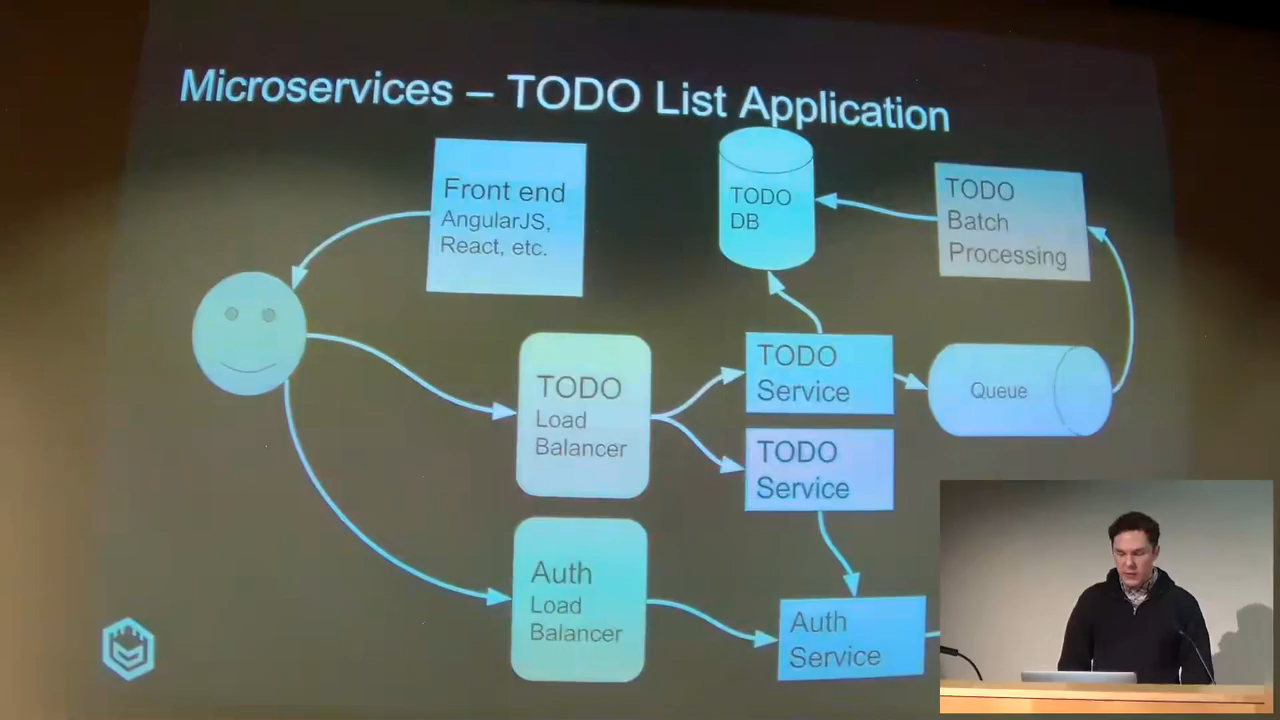 Microservices – TODO List Application
Front end
AngularJS,
React, etc.
TODO
DB
TODO
Batch
Processing
TODO
Load
Balancer
TODO
Service
Queue
TODO
Service
Auth
Load
Balancer
Auth
Service